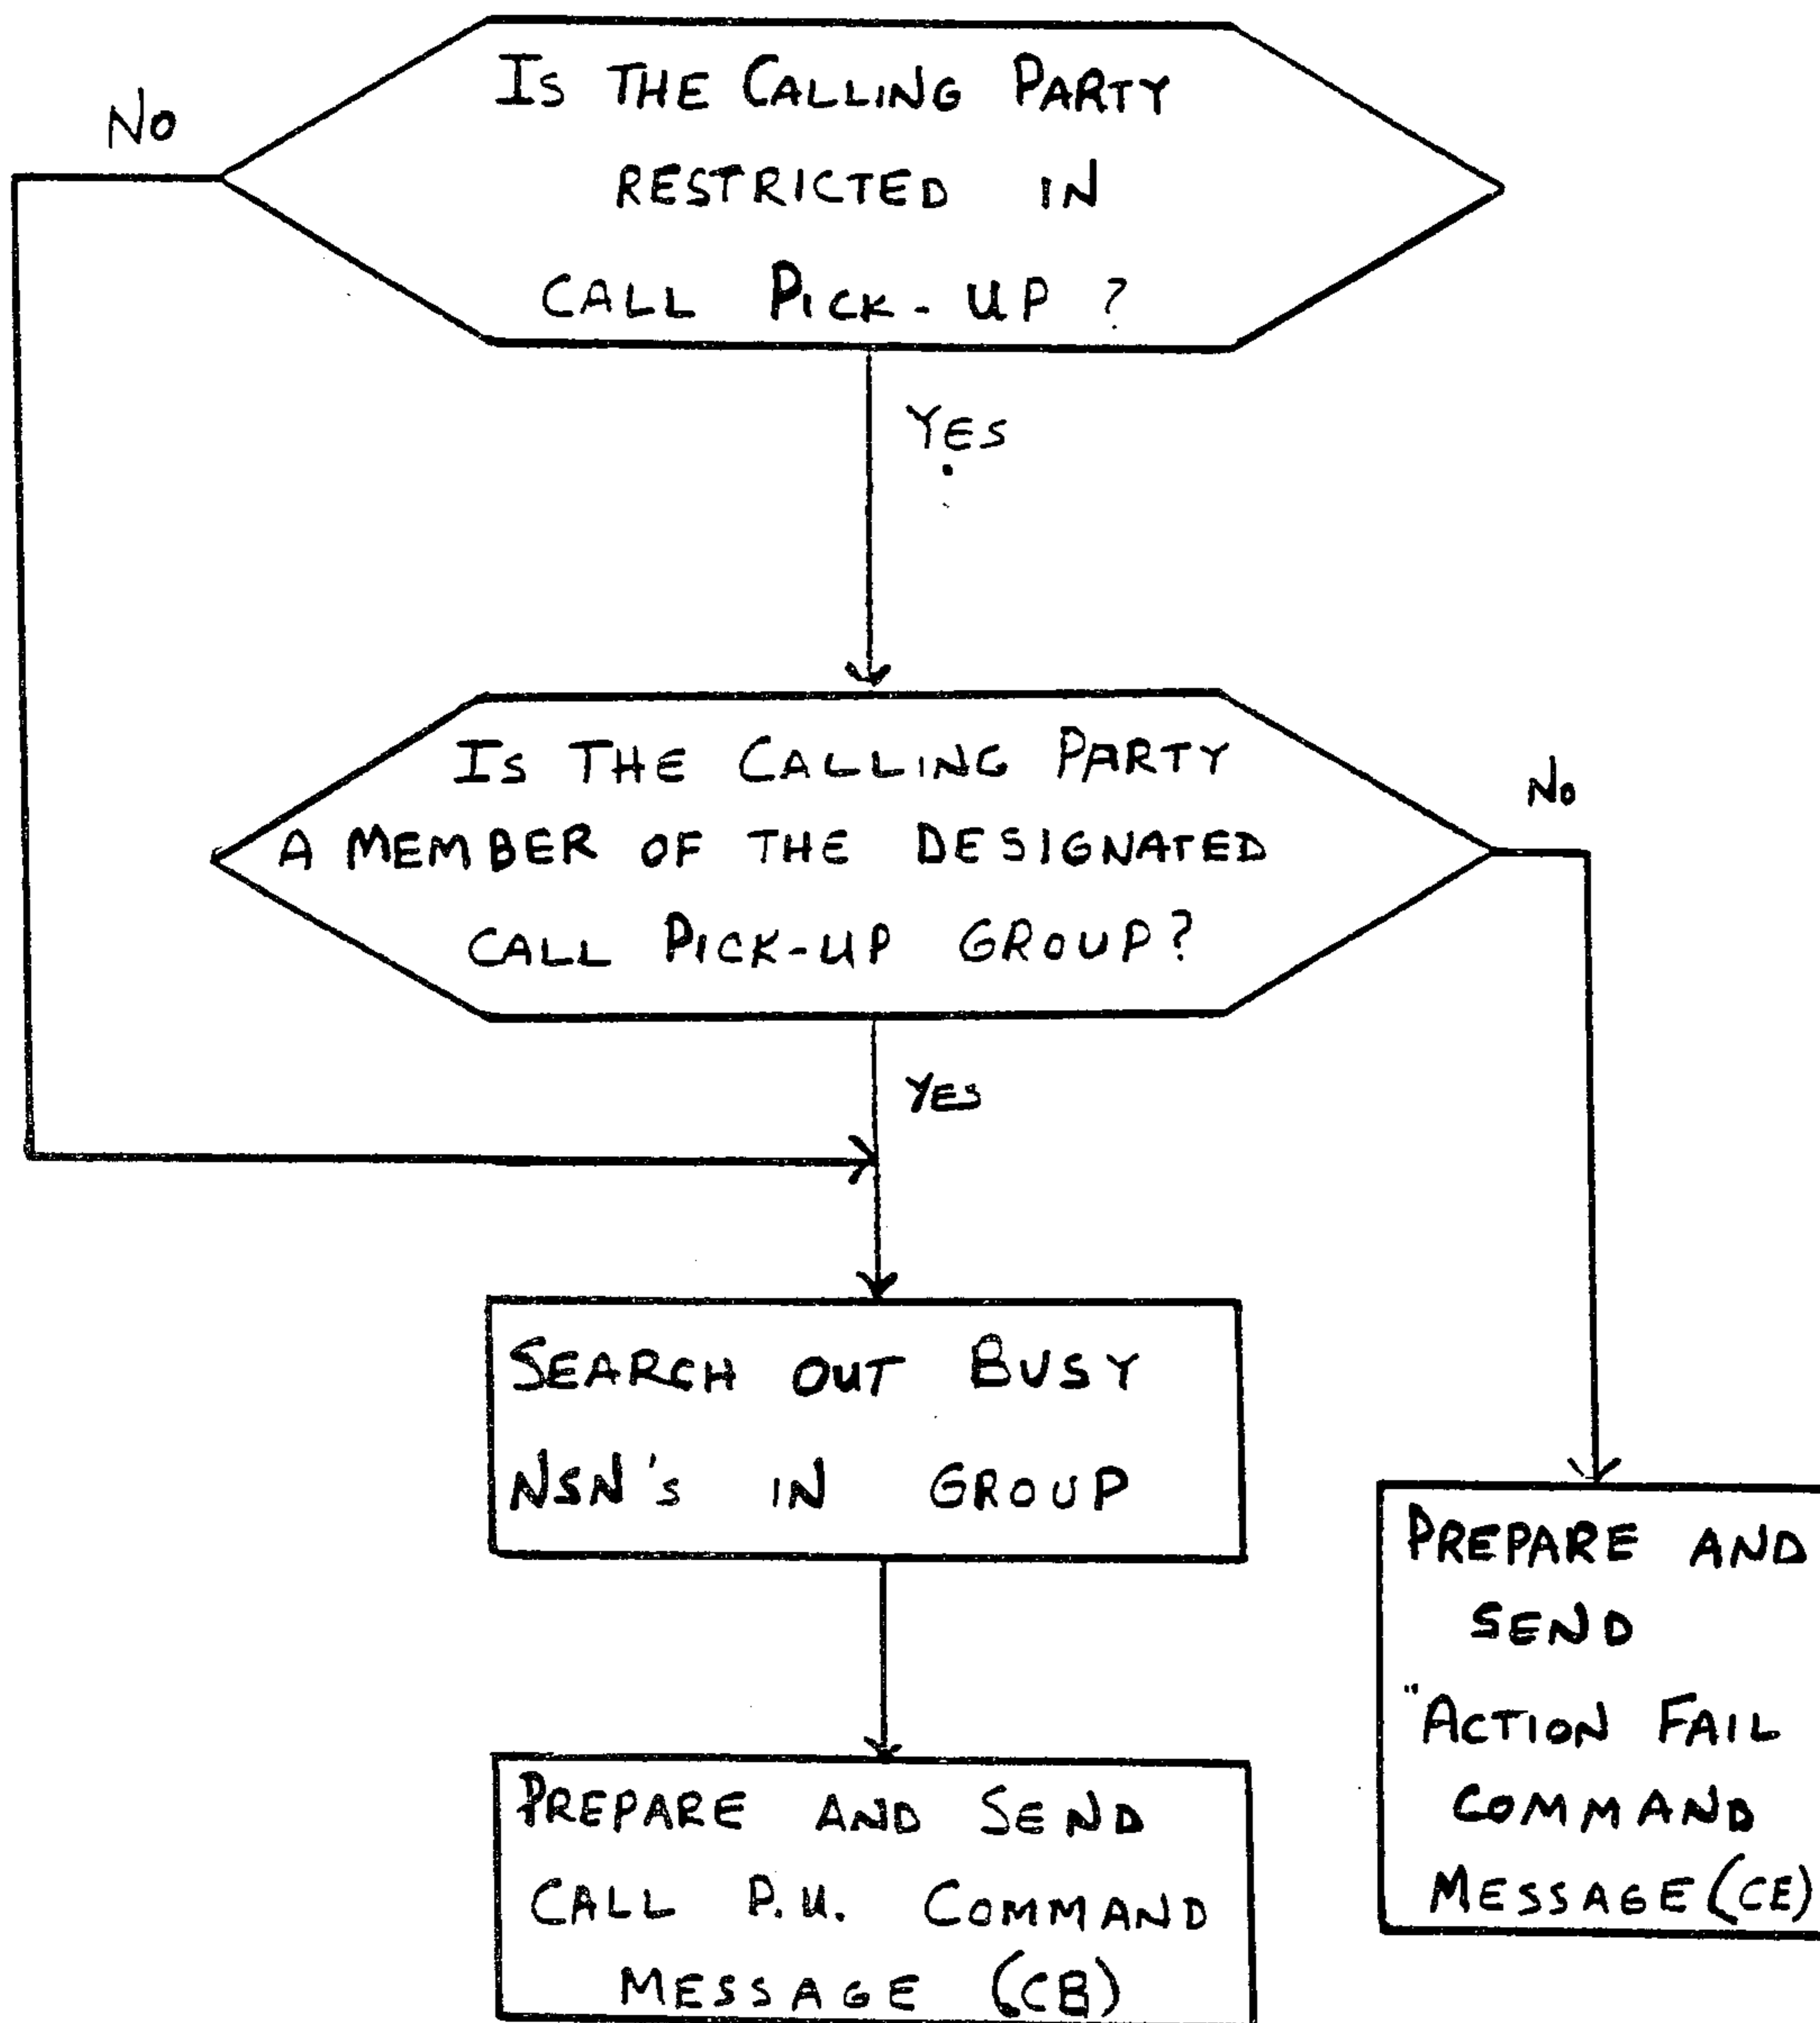 Is THE CALLING PARTY
RESTRICTED IN
CALL PICK-UP ?
No
YES
Is THE CALLING PARTY
A MEMBER OF THE DESIGNATED
CALL PICK-UP GROUP?
No
YES
SEARCH OUT BUSY
NSN's IN GROUP
PREPARE AND SEND
CALL P.U. COMMAND
MESSAGE (CB)
PREPARE AND
SEND
"ACTION FAIL
COMMAND
MESSAGE (CE)